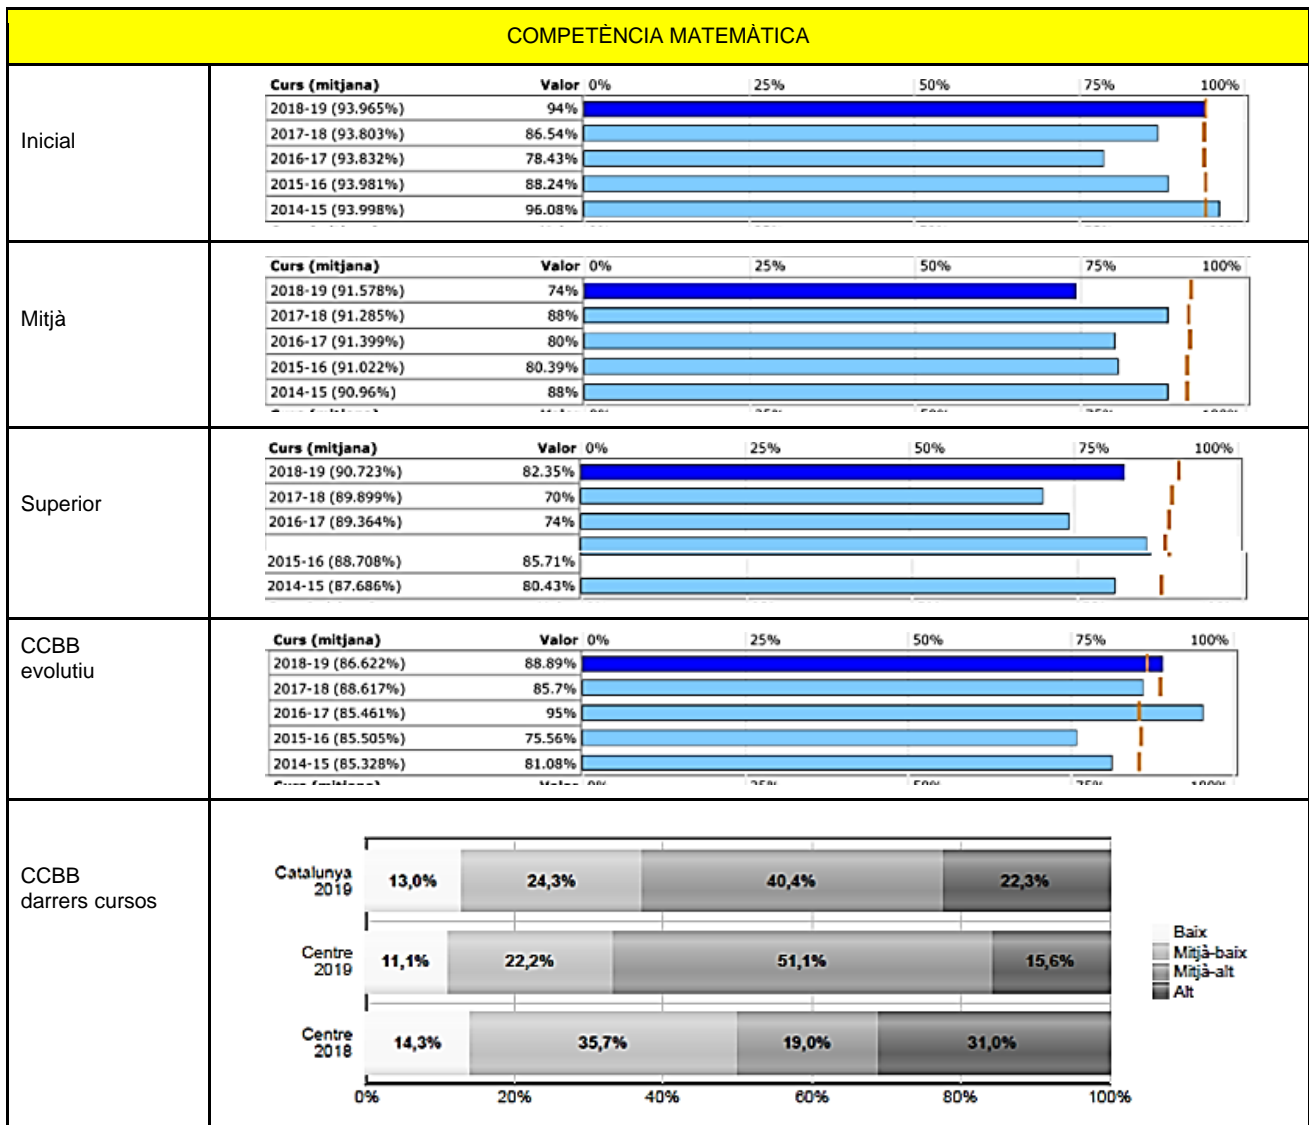 COMPETÈNCIA MATEMÀTICA
Inicial
Curs (mitjana) Valor 0% 25% 50% 75% 100%
2018-19 (93.965%) 94%
2017-18 (93.803%) 86.54%
2016-17 (93.832%) 78.43%
2015-16 (93.981%) 88.24%
2014-15 (93.998%) 96.08%
Mitjà
Curs (mitjana) Valor 0% 25% 50% 75% 100%
2018-19 (91.578%) 74%
2017-18 (91.285%) 88%
2016-17 (91.399%) 80%
2015-16 (91.022%) 80.39%
2014-15 (90.96%) 88%
Superior
Curs (mitjana) Valor 0% 25% 50% 75% 100%
2018-19 (90.723%) 82.35%
2017-18 (89.899%) 70%
2016-17 (89.364%) 74%
2015-16 (88.708%) 85.71%
2014-15 (87.686%) 80.43%
CCBB
evolutiu
Curs (mitjana) Valor 0% 25% 50% 75% 100%
2018-19 (86.622%) 88.89%
2017-18 (88.617%) 85.7%
2016-17 (85.461%) 95%
2015-16 (85.505%) 75.56%
2014-15 (85.328%) 81.08%
CCBB
darrers cursos
Catalunya
2019
13,0% 24,3% 40,4% 22,3%
Centre
2019
11,1% 22,2% 51,1% 15,6%
Centre
2018
14,3% 35,7% 19,0% 31,0%
0% 20% 40% 60% 80% 100%
Baix
Mitjà-baix
Mitjà-alt
Alt